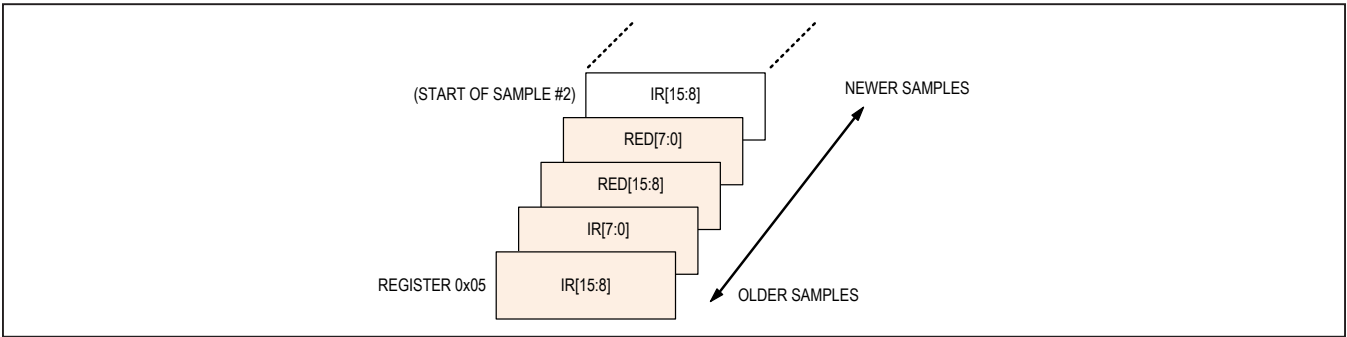 (START OF SAMPLE #2)
IR[15:8]
NEWER SAMPLES
RED[7:0]
RED[15:8]
IR[7:0]
REGISTER 0x05
IR[15:8]
OLDER SAMPLES